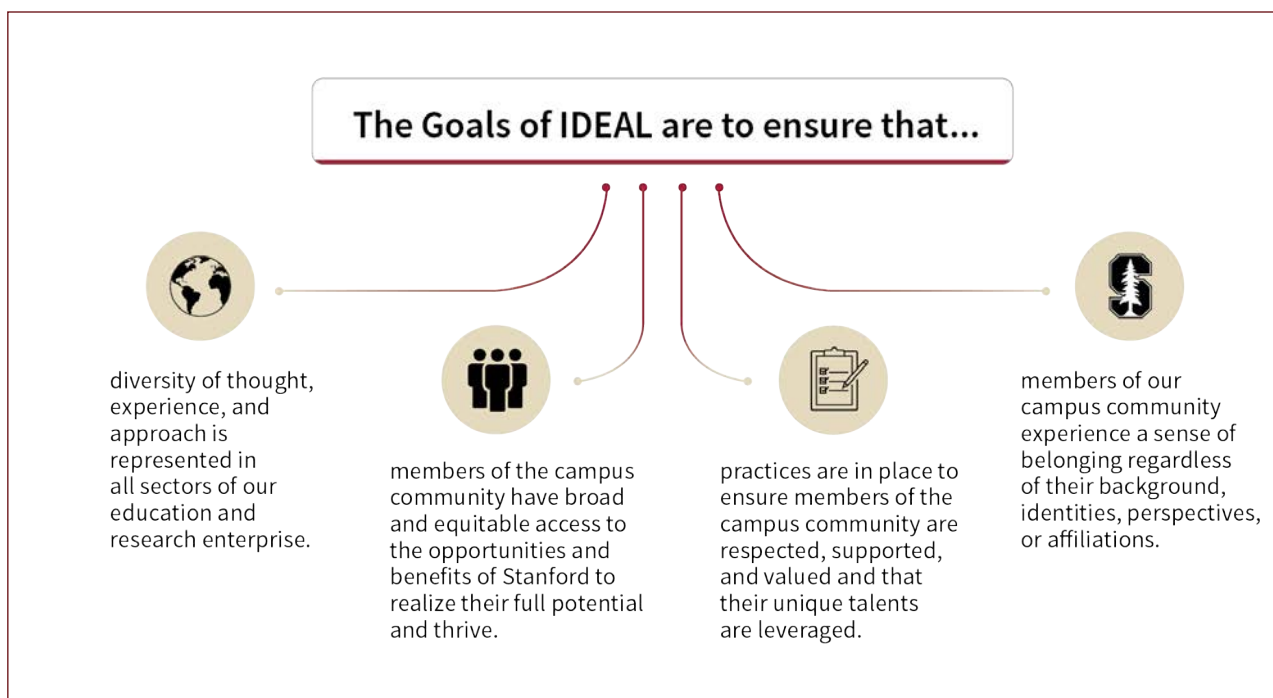 The Goals of IDEAL are to ensure that...
diversity of thought,
experience, and
approach is
represented in
all sectors of our
education and
research enterprise.
members of the campus
community have broad
and equitable access to
the opportunities and
benefits of Stanford to
realize their full potential
and thrive.
practices are in place to
ensure members of the
campus community are
respected, supported,
and valued and that
their unique talents
are leveraged.
S
members of our
campus community
experience a sense of
belonging regardless
of their background,
identities, perspectives,
or affiliations.